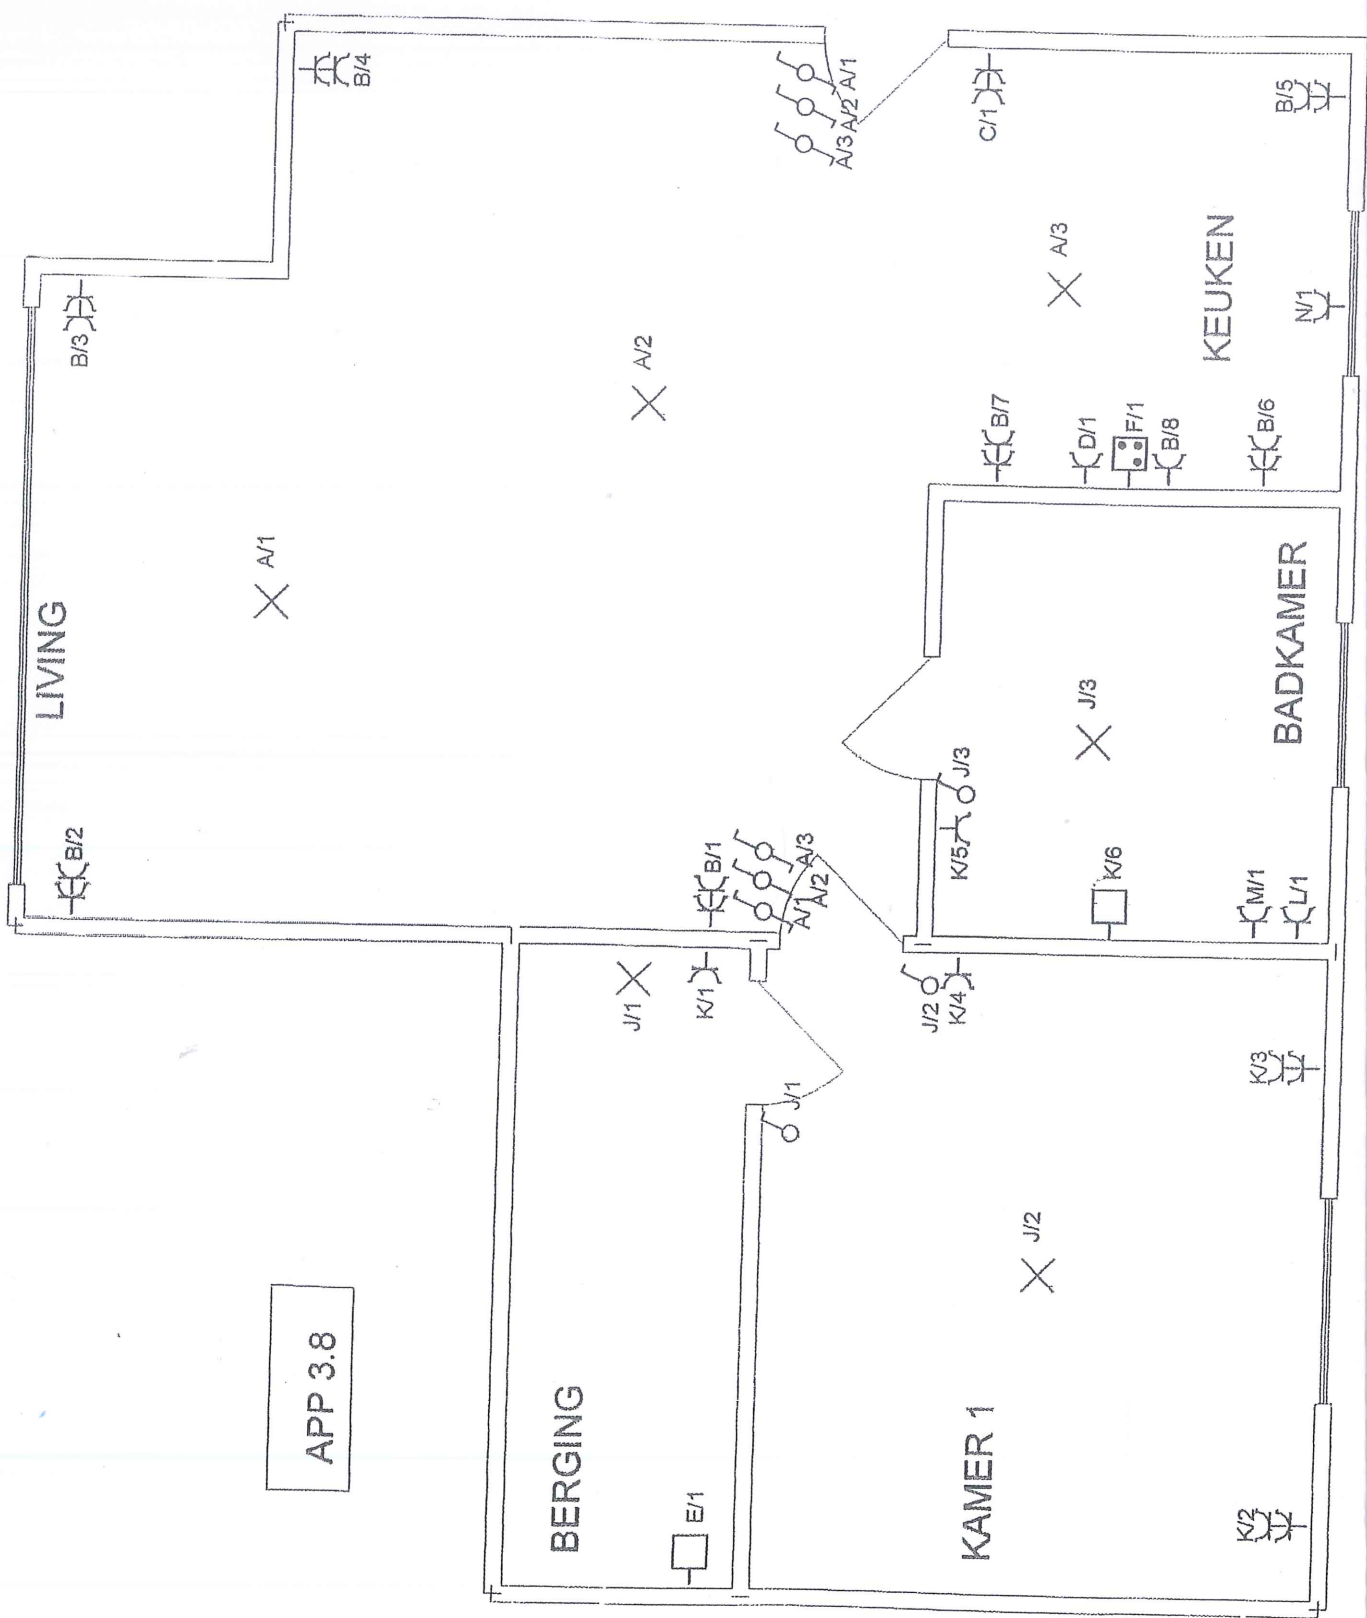 LIVING
B/2
B/3
B/4
A/1
A/2
A/1
A/2
A/3
B/1
A/1
A/2
A/3
C/1
B/5
A/3
KEUKEN
N/1
B/7
D/1
F/1
B/8
B/6
BADKAMER
J/3
J/3
K/5
K/6
M/1
L/1
J/1
K/1
J/1
BERGING
E/1
J/2
K/4
K/3
J/2
KAMER 1
K/2
APP 3.8